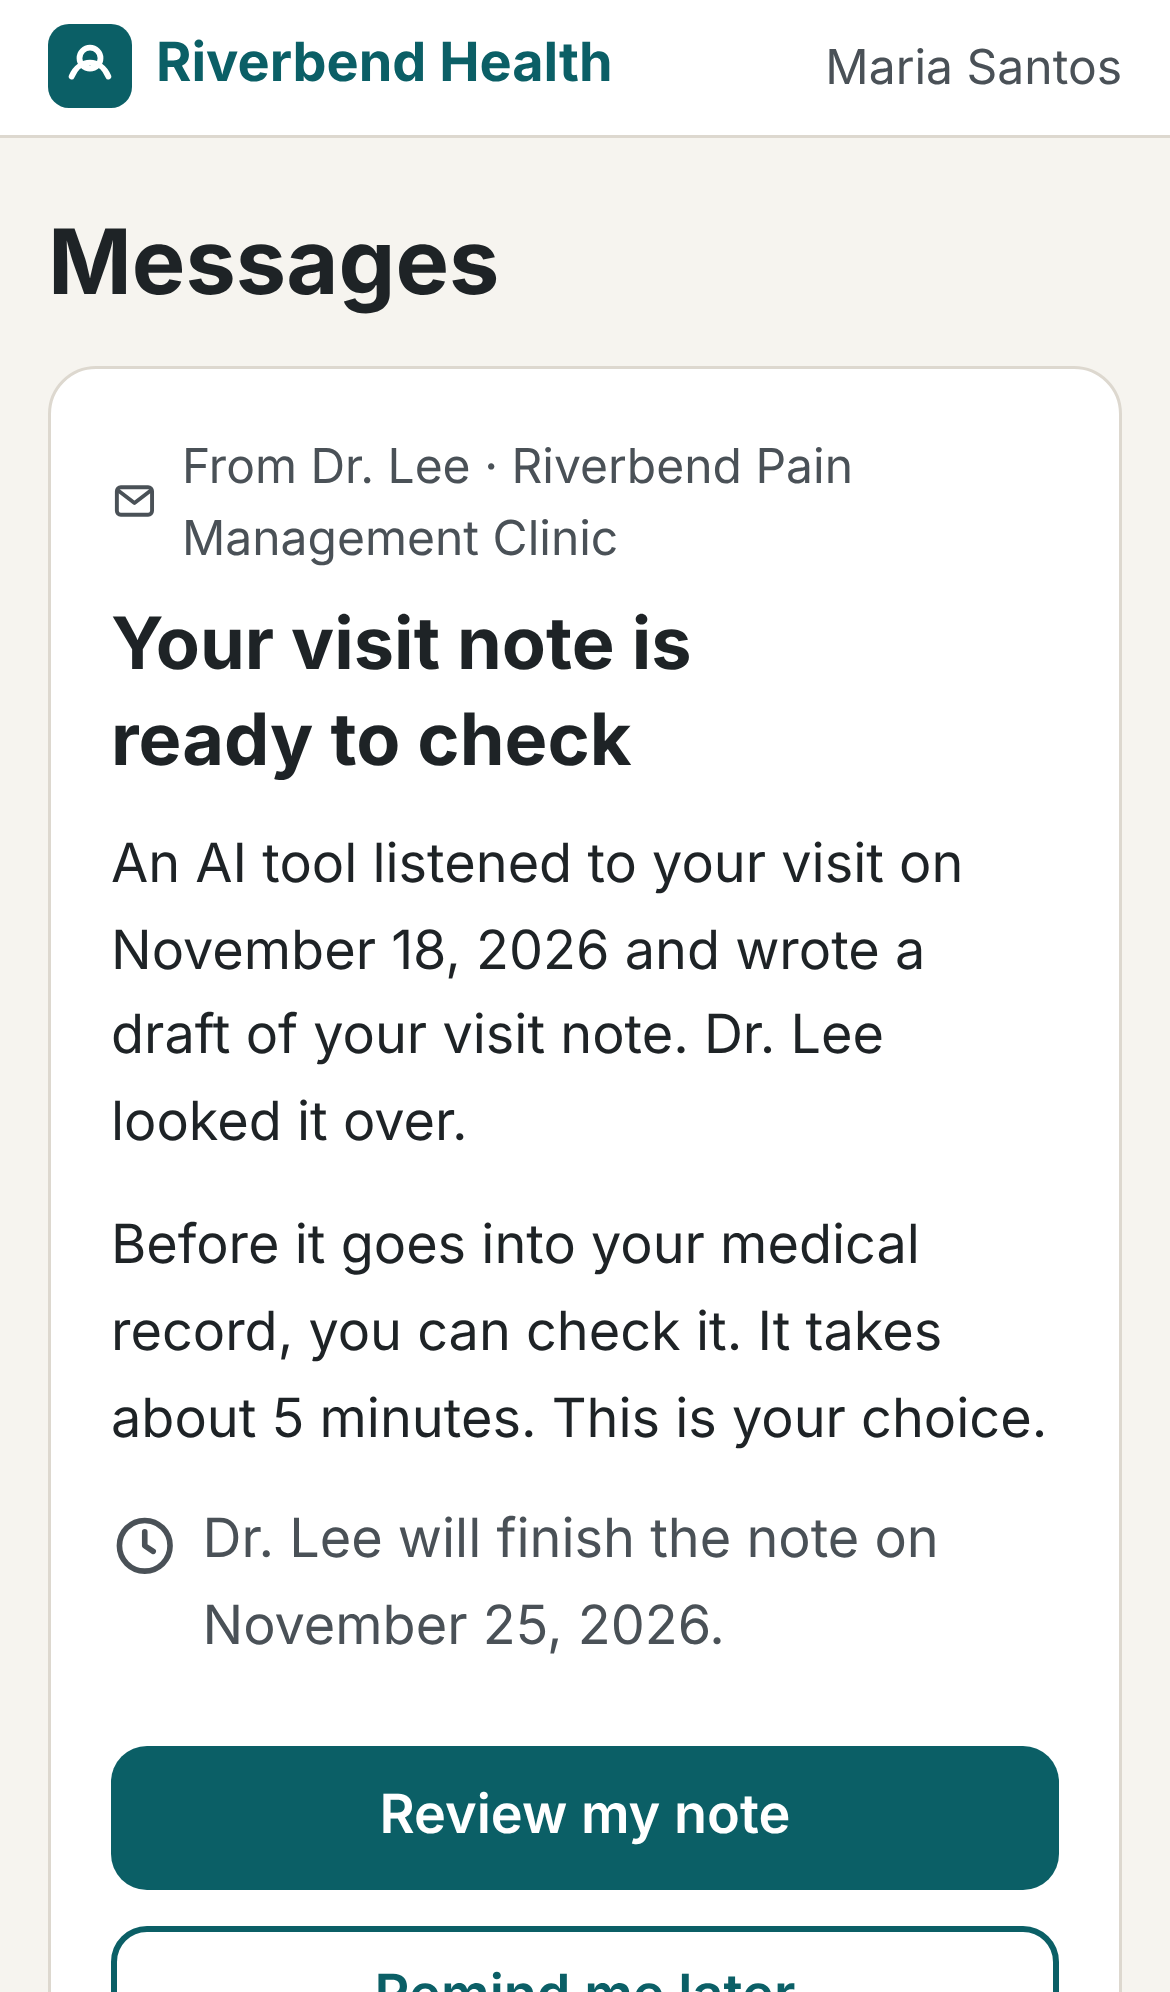 Riverbend Health
Maria Santos
Messages
From Dr. Lee · Riverbend Pain
Management Clinic
Your visit note is
ready to check
An AI tool listened to your visit on
November 18, 2026 and wrote a
draft of your visit note. Dr. Lee
looked it over.
Before it goes into your medical
record, you can check it. It takes
about 5 minutes. This is your choice.
Dr. Lee will finish the note on
November 25, 2026.
Review my note
Remind me later